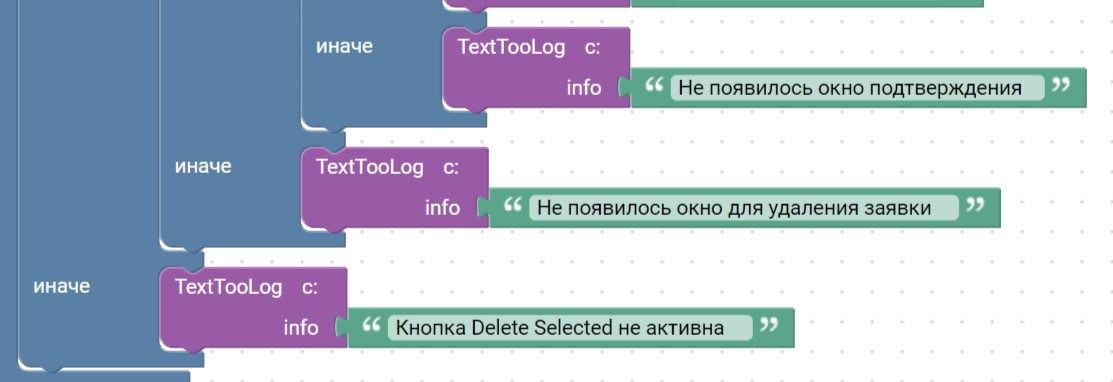 иначе TextTooLog с:
info “ Не появилось окно подтверждения ”
иначе TextTooLog с:
info “ Не появилось окно для удаления заявки ”
иначе TextTooLog с:
info “ Кнопка Delete Selected не активна ”